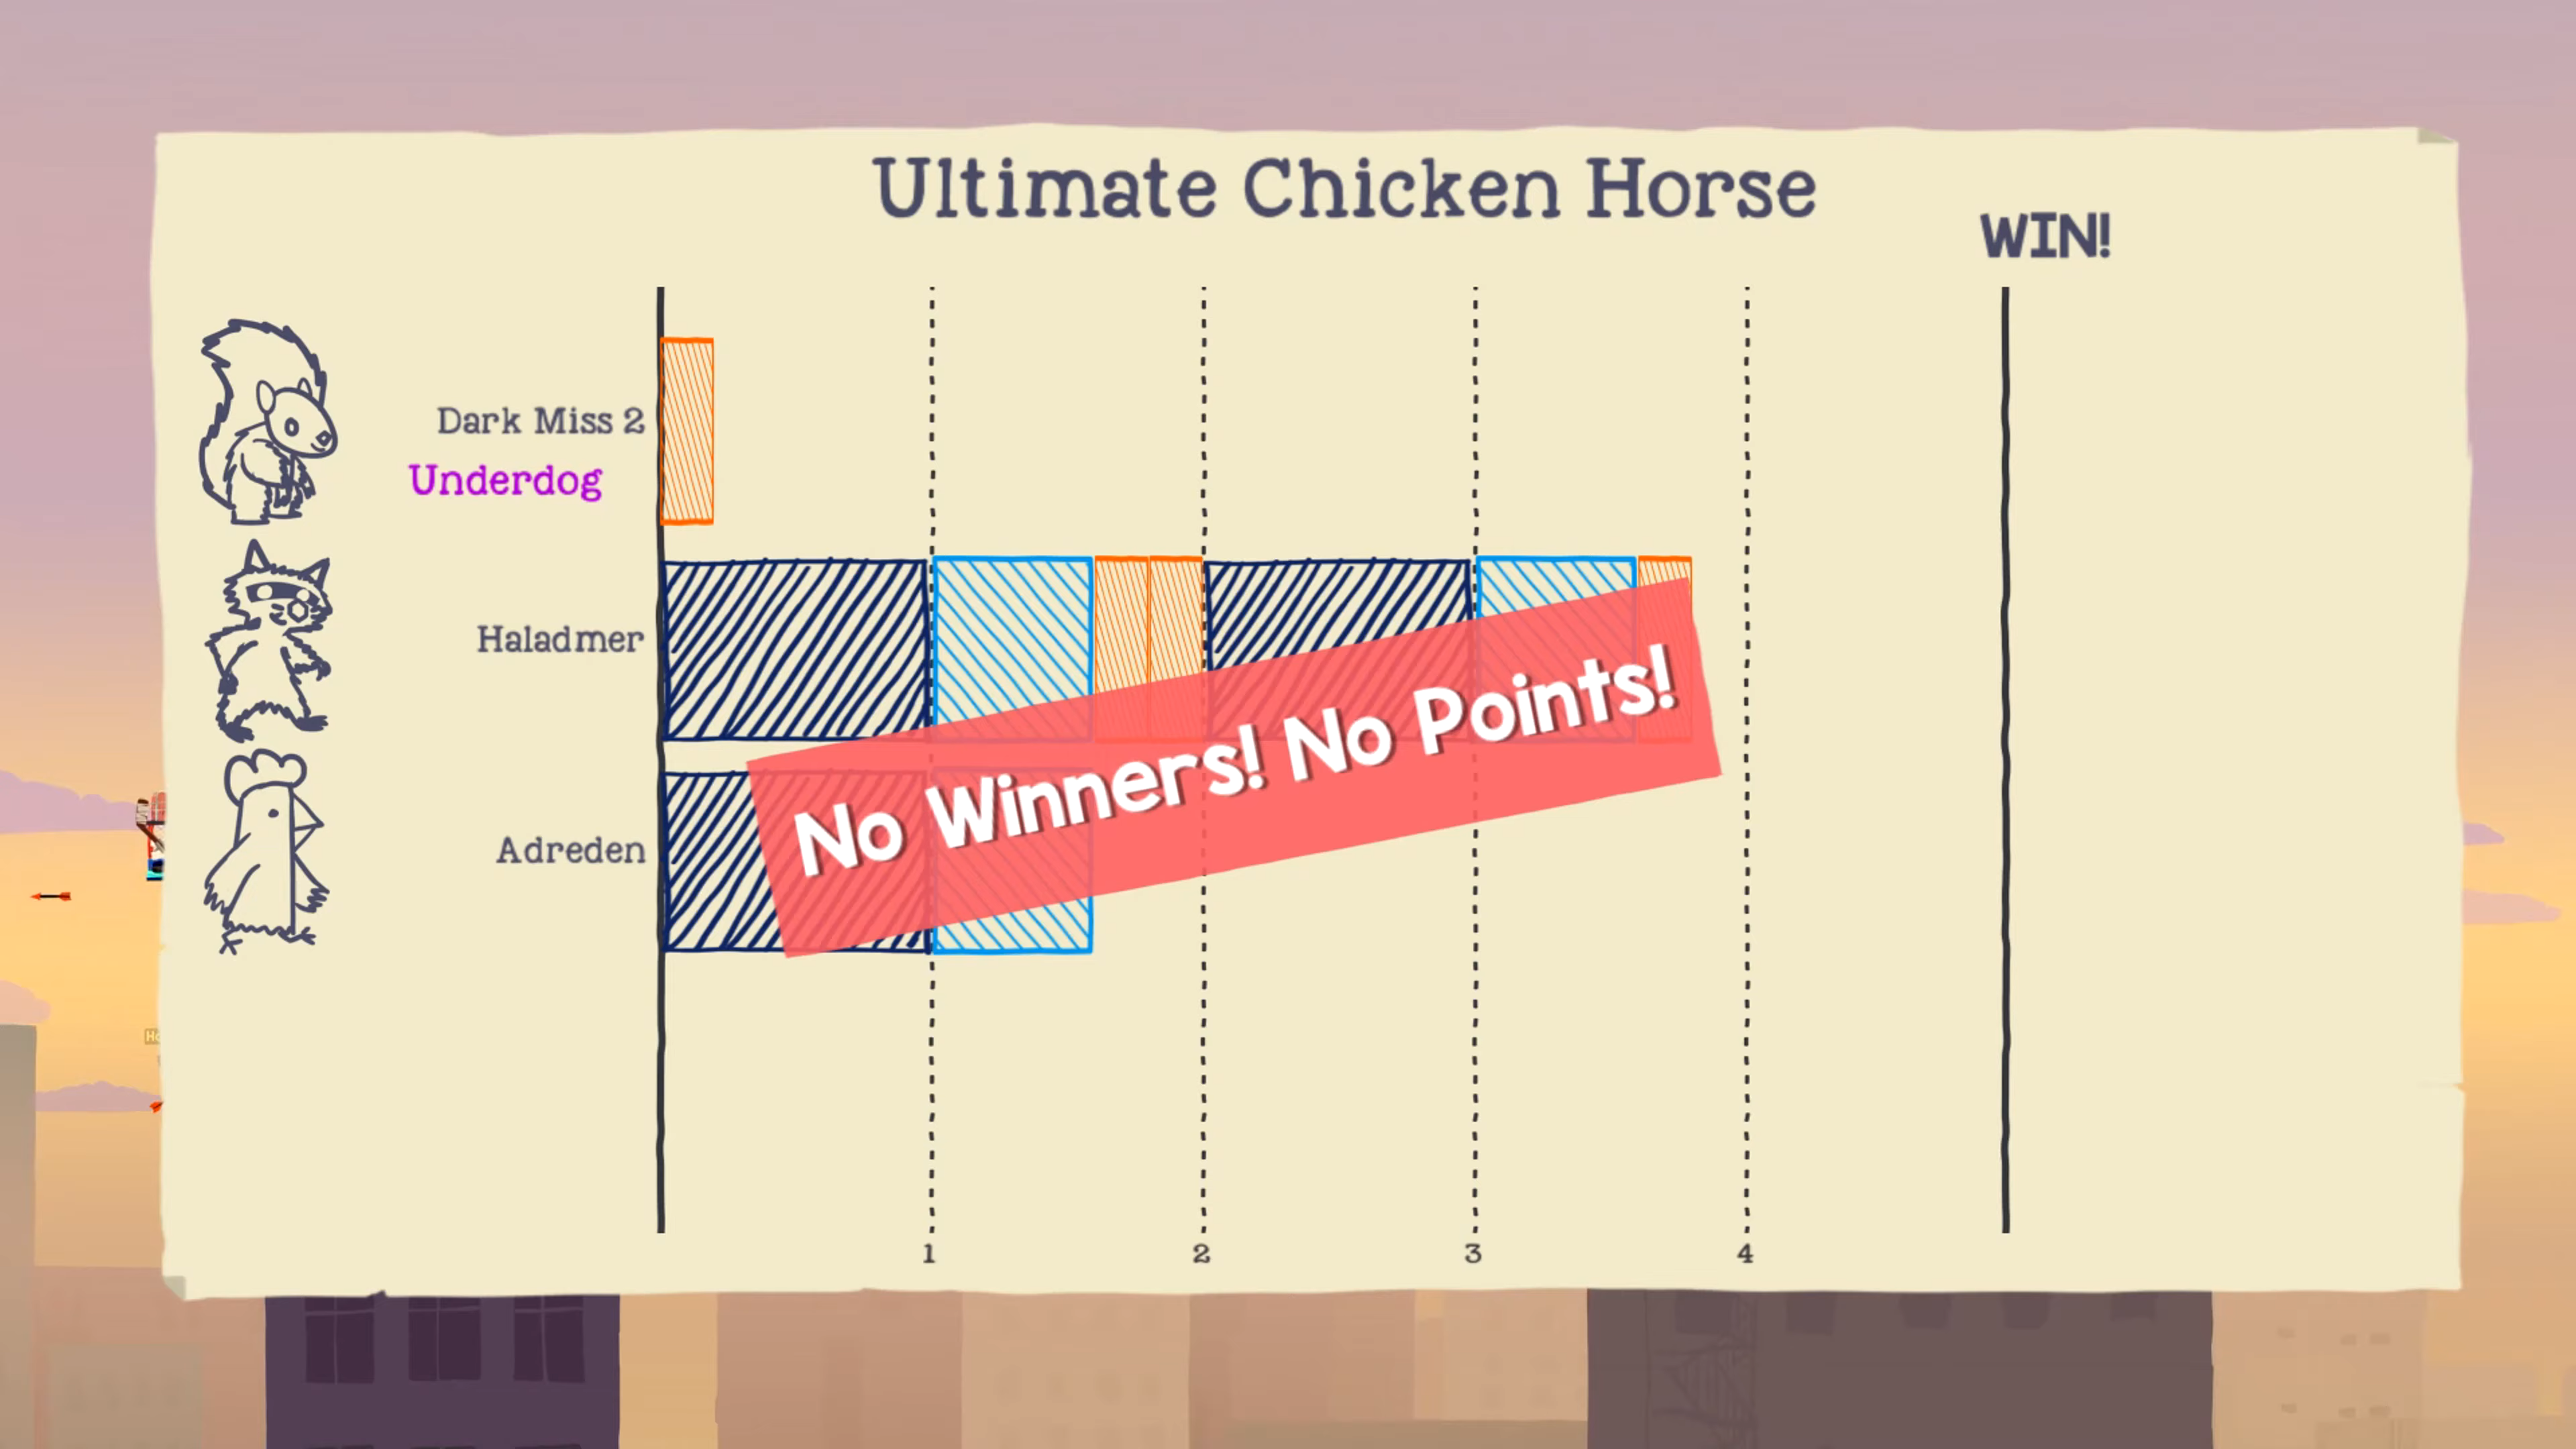 Ultimate Chicken Horse
WIN!
Dark Miss 2
Underdog
Haladmer
No Winners! No Points!
Adreden
1 2 3 4